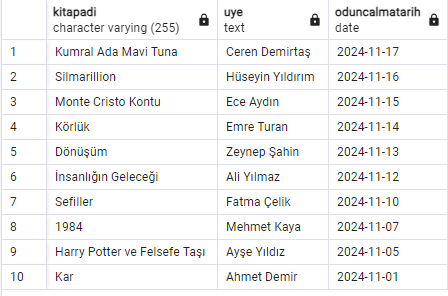 kitapadi uye oduncalmatarih
character varying (255) text date
1 Kumral Ada Mavi Tuna Ceren Demirtaş 2024-11-17
2 Silmarillion Hüseyin Yıldırım 2024-11-16
3 Monte Cristo Kontu Ece Aydın 2024-11-15
4 Körlük Emre Turan 2024-11-14
5 Dönüşüm Zeynep Şahin 2024-11-13
6 İnsanlığın Geleceği Ali Yılmaz 2024-11-12
7 Sefiller Fatma Çelik 2024-11-10
8 1984 Mehmet Kaya 2024-11-07
9 Harry Potter ve Felsefe Taşı Ayşe Yıldız 2024-11-05
10 Kar Ahmet Demir 2024-11-01